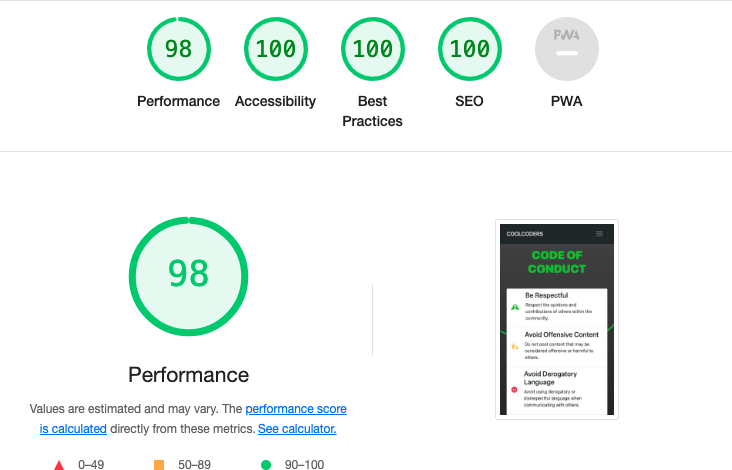 98 100 100 100 PWA
Performance Accessibility Best Practices SEO PWA
98
Performance
Values are estimated and may vary. The performance score
is calculated directly from these metrics. See calculator.
0–49 50–89 90–100
COOLCODERS
CODE OF
CONDUCT
Be Respectful
Respect the opinions and
contributions of others within the
community.
Avoid Offensive Content
Do not post content that may be
considered offensive or harmful to
others.
Avoid Derogatory
Language
Avoid using derogatory or
disrespectful language when
communicating with others.